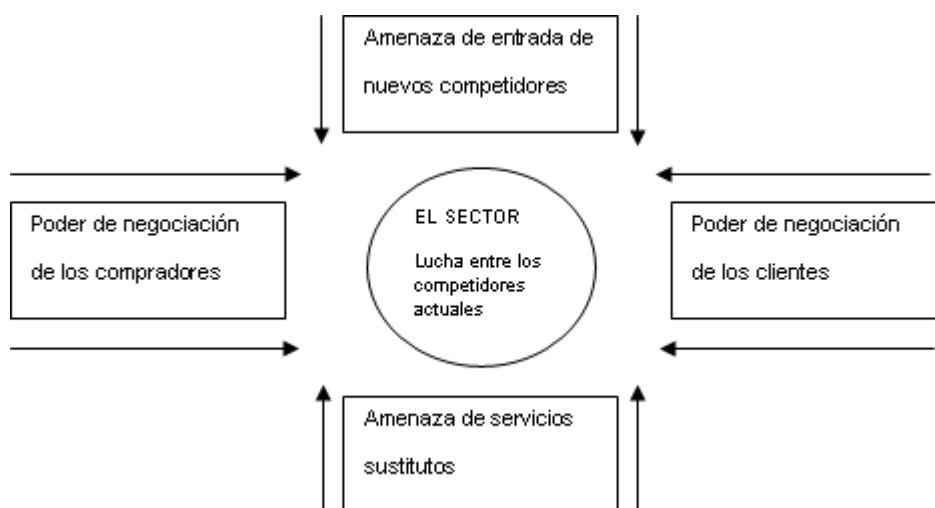 Amenaza de entrada de
nuevos competidores
Poder de negociación
de los compradores
EL SECTOR
Lucha entre los
competidores
actuales
Poder de negociación
de los clientes
Amenaza de servicios
sustitutos